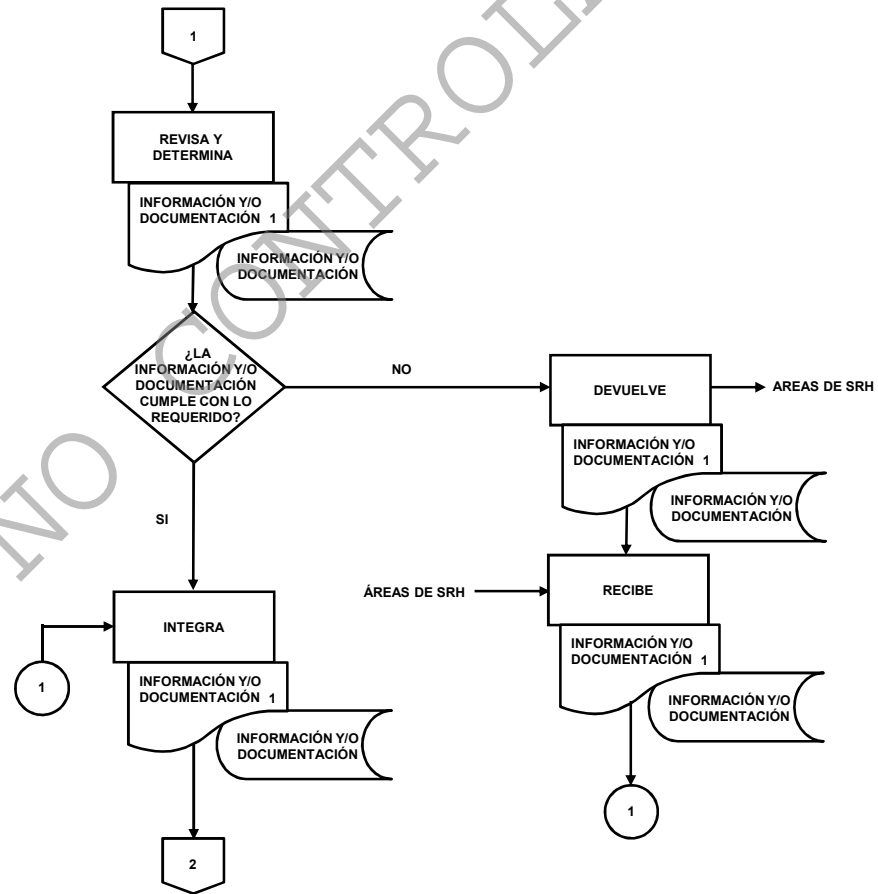 1
REVISA Y
DETERMINA
INFORMACIÓN Y/O
DOCUMENTACIÓN 1
INFORMACIÓN Y/O
DOCUMENTACIÓN
¿LA
INFORMACIÓN Y/O
DOCUMENTACIÓN
CUMPLE CON LO
REQUERIDO?
NO
DEVUELVE
AREAS DE SRH
INFORMACIÓN Y/O
DOCUMENTACIÓN 1
INFORMACIÓN Y/O
DOCUMENTACIÓN
SI
ÁREAS DE SRH
RECIBE
INFORMACIÓN Y/O
DOCUMENTACIÓN 1
INFORMACIÓN Y/O
DOCUMENTACIÓN
1
INTEGRA
1
INFORMACIÓN Y/O
DOCUMENTACIÓN 1
INFORMACIÓN Y/O
DOCUMENTACIÓN
2
NO